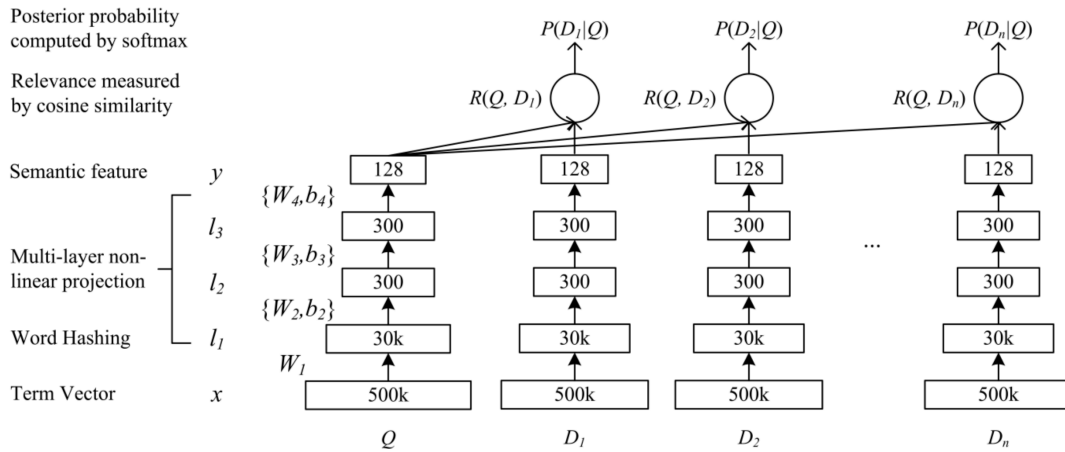 Posterior probability
computed by softmax
P(D1|Q) P(D2|Q) P(Dn|Q)
Relevance measured
by cosine similarity
R(Q, D1) R(Q, D2) R(Q, Dn)
Semantic feature y 128 128 128 128
{W4,b4}
l3 300 300 300 300
Multi-layer non-
linear projection
{W3,b3} ...
l2 300 300 300 300
{W2,b2}
Word Hashing l1 30k 30k 30k 30k
W1
Term Vector x 500k 500k 500k 500k
Q D1 D2 Dn